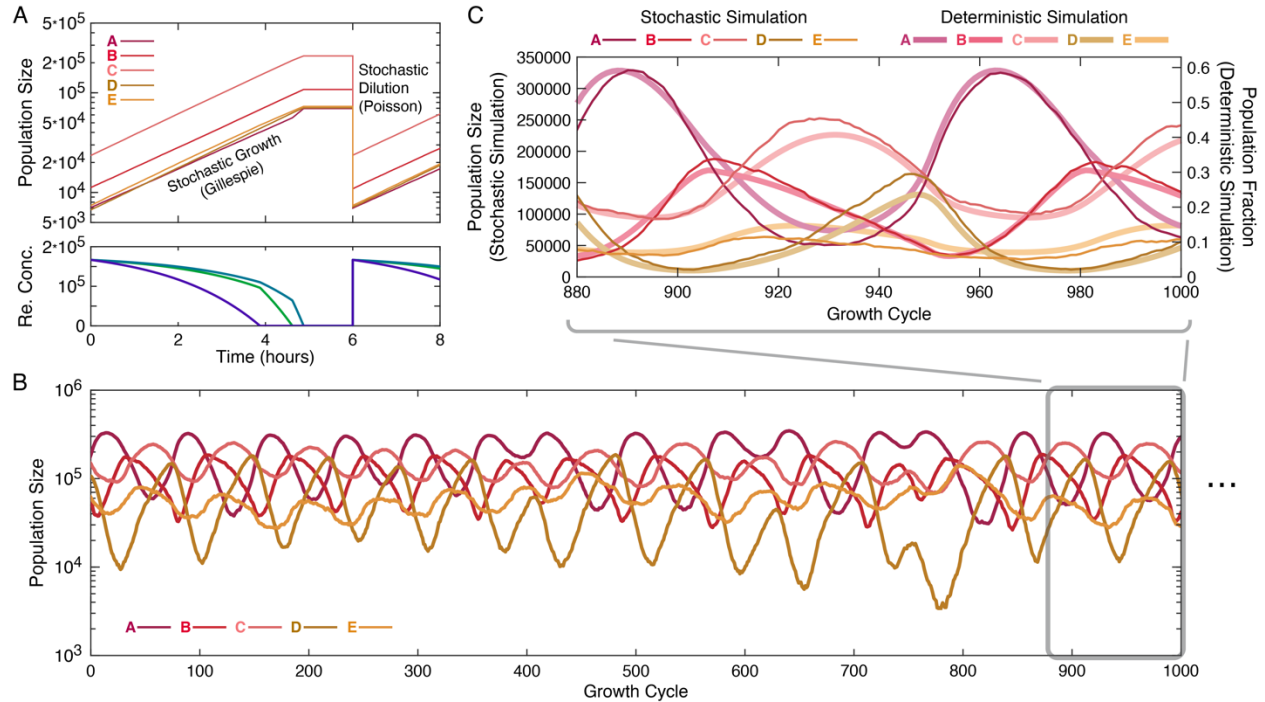 A
Population Size
5•10⁵
2•10⁵
10⁵
5•10⁴
2•10⁴
10⁴
5•10³
A
B
C
D
E
Stochastic Growth
(Gillespie)
Stochastic
Dilution
(Poisson)
Re. Conc.
2•10⁵
10⁵
0
0 2 4 6 8
Time (hours)
C
Stochastic Simulation
A B C D E
Deterministic Simulation
A B C D E
Population Size
(Stochastic Simulation)
350000
300000
250000
200000
150000
100000
50000
0
0.6
0.5
0.4
0.3
0.2
0.1
0
Population Fraction
(Deterministic Simulation)
880 900 920 940 960 980 1000
Growth Cycle
B
Population Size
10⁶
10⁵
10⁴
10³
A B C D E
...
0 100 200 300 400 500 600 700 800 900 1000
Growth Cycle